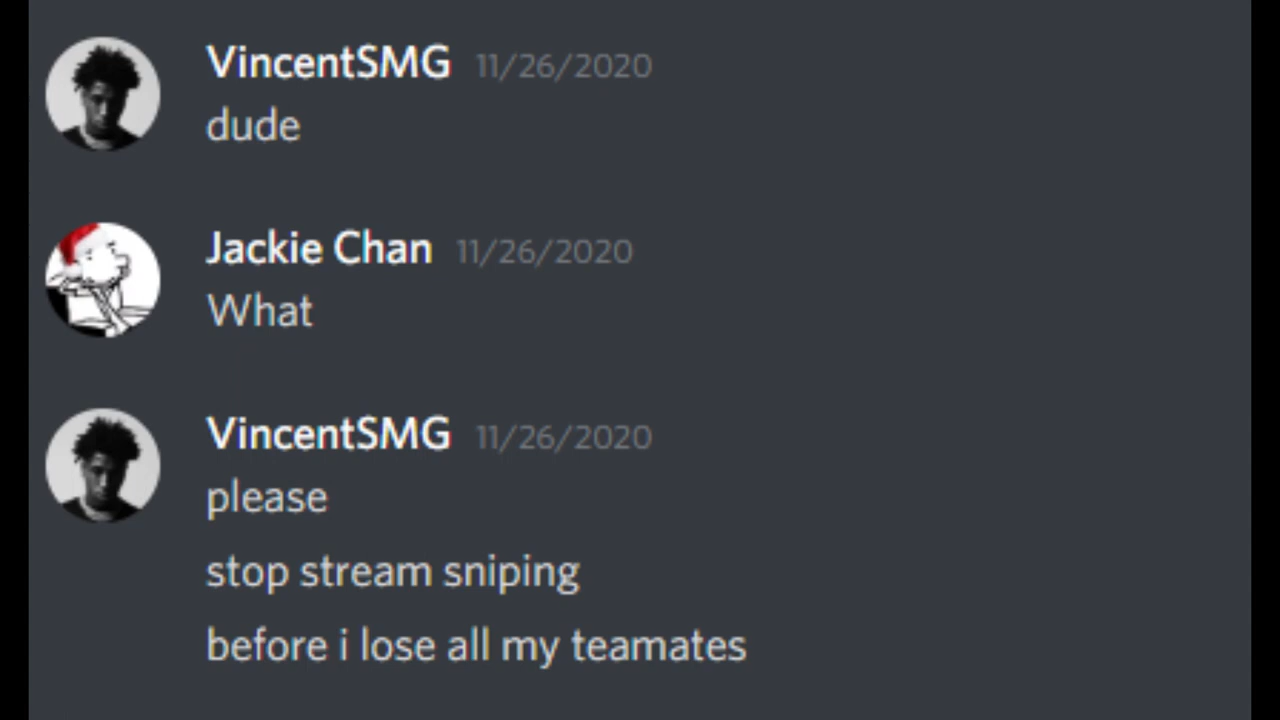 VincentSMG 11/26/2020
dude
Jackie Chan 11/26/2020
What
VincentSMG 11/26/2020
please
stop stream sniping
before i lose all my teamates